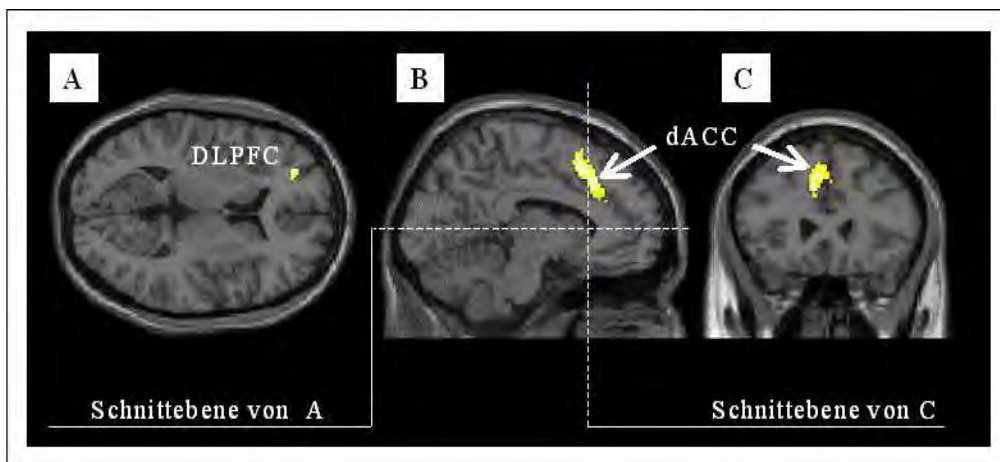 A
B
C
DLPFC
dACC
Schnittebene von A
Schnittebene von C